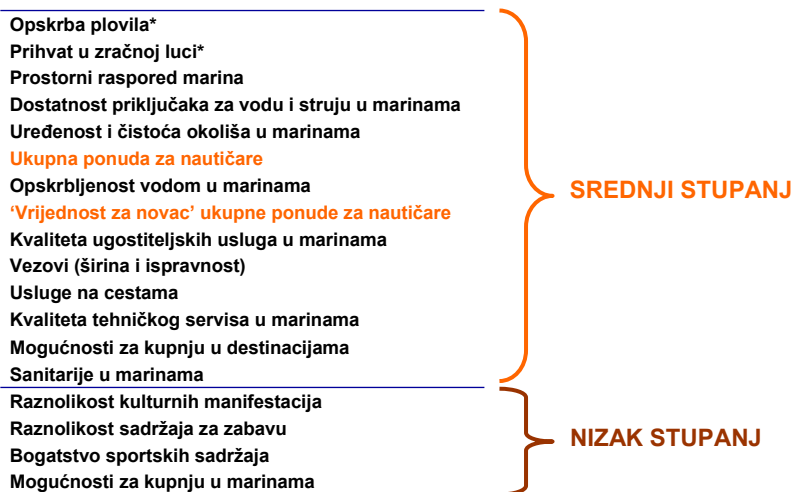 Opskrba plovila*
Prihvat u zračnoj luci*
Prostorni raspored marina
Dostatnost priključaka za vodu i struju u marinama
Uređenost i čistoća okoliša u marinama
Ukupna ponuda za nautičare
Opskrbljenost vodom u marinama
‘Vrijednost za novac’ ukupne ponude za nautičare
Kvaliteta ugostiteljskih usluga u marinama
Vezovi (širina i ispravnost)
Usluge na cestama
Kvaliteta tehničkog servisa u marinama
Mogućnosti za kupnju u destinacijama
Sanitarije u marinama
SREDNJI STUPANJ
Raznolikost kulturnih manifestacija
Raznolikost sadržaja za zabavu
Bogatstvo sportskih sadržaja
Mogućnosti za kupnju u marinama
NIZAK STUPANJ